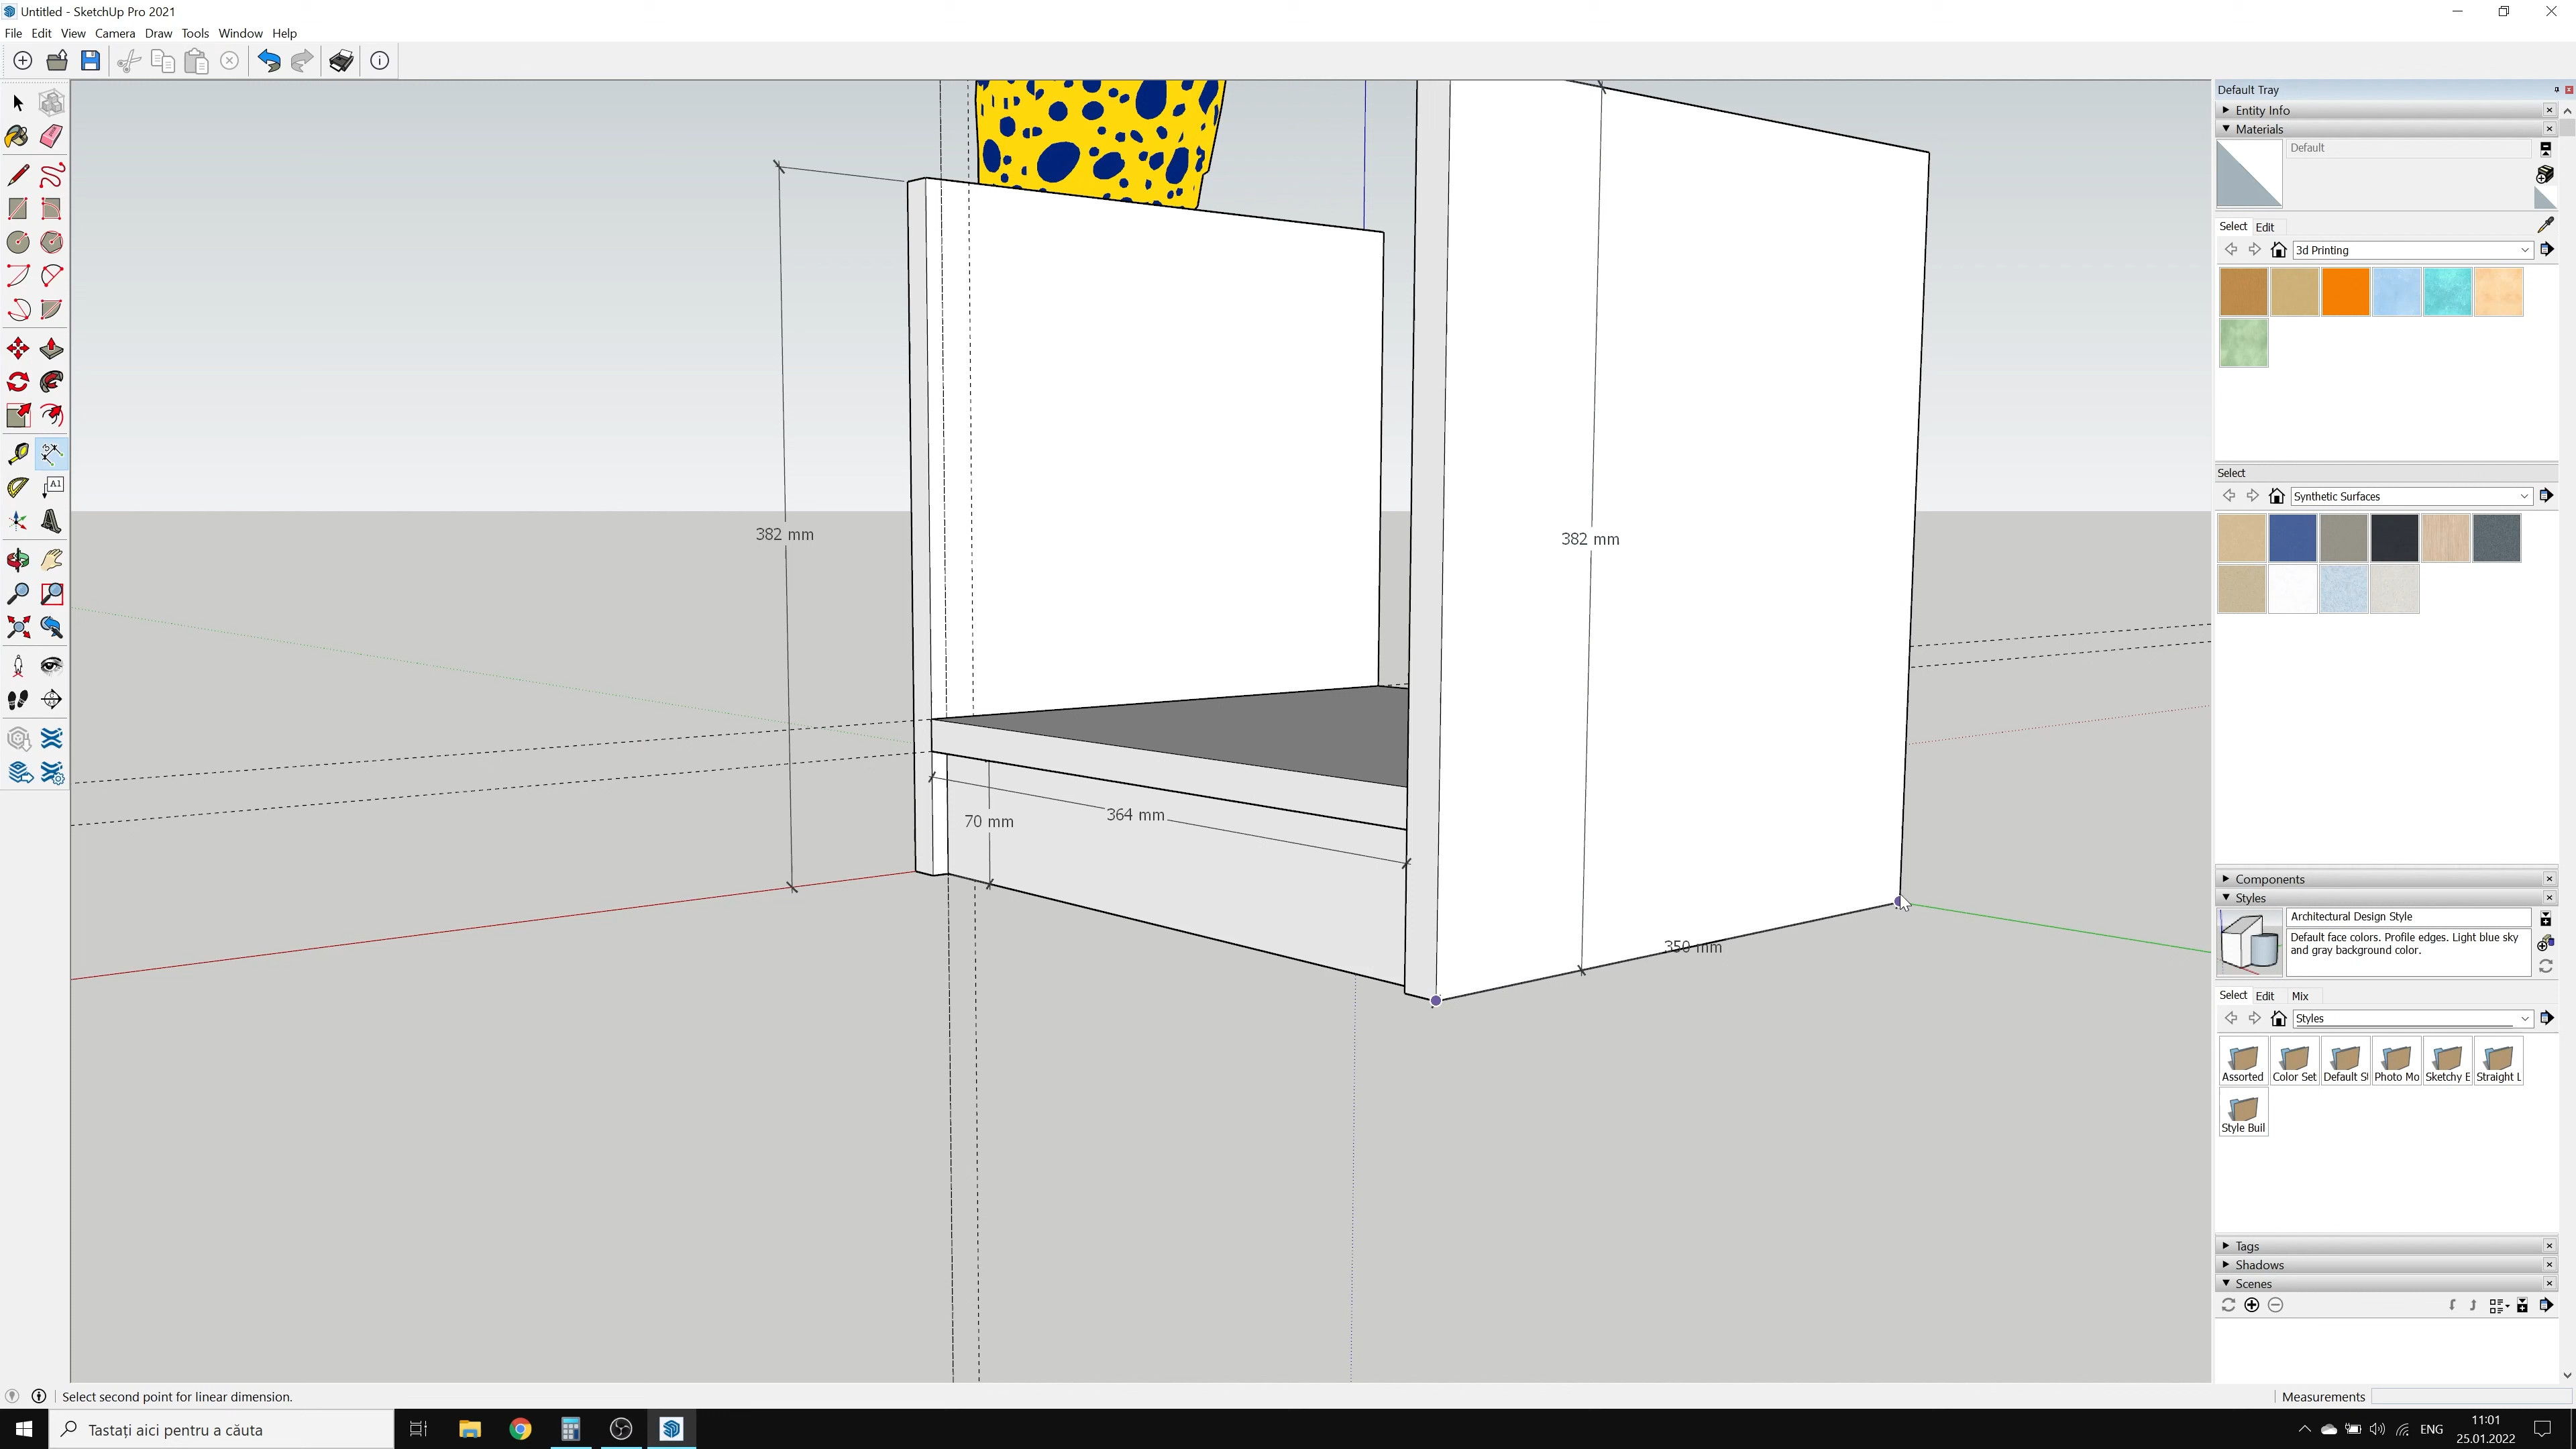 Untitled - SketchUp Pro 2021
File Edit View Camera Draw Tools Window Help
Default Tray
Entity Info
Materials
Default
Select Edit
3d Printing
Select
Synthetic Surfaces
A1
382 mm
382 mm
364 mm
70 mm
350 mm
Components
Styles
Architectural Design Style
Default face colors. Profile edges. Light blue sky
and gray background color.
Select Edit Mix
Styles
Assorted Color Set Default St Photo Mo Sketchy E Straight L
Style Buil
Tags
Shadows
Scenes
Select second point for linear dimension.
Measurements
Tastați aici pentru a căuta
ENG
11:01
25.01.2022